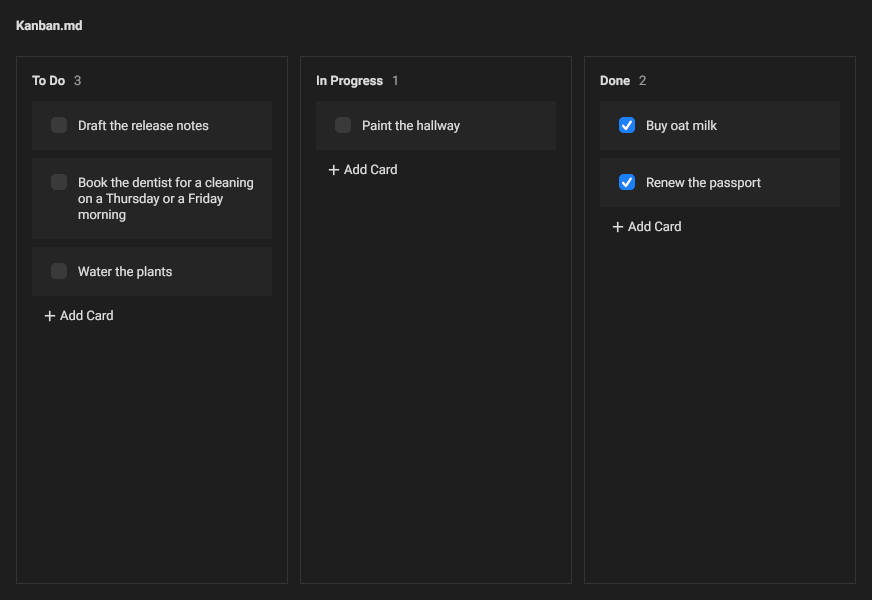 Kanban.md
To Do 3
Draft the release notes
Book the dentist for a cleaning
on a Thursday or a Friday
morning
Water the plants
+ Add Card
In Progress 1
Paint the hallway
+ Add Card
Done 2
Buy oat milk
Renew the passport
+ Add Card